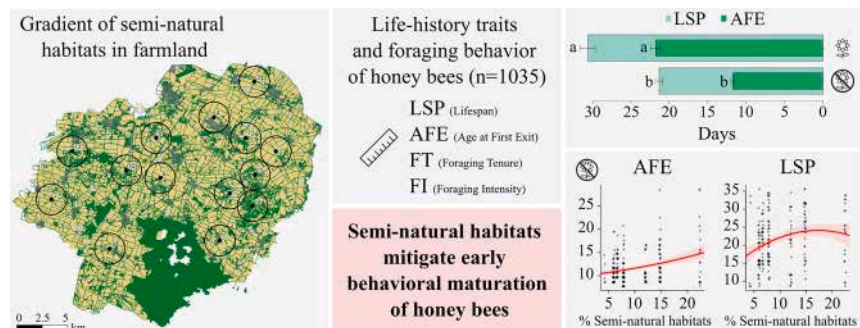 Gradient of semi-natural
habitats in farmland
0 2.5 5
km
Life-history traits
and foraging behavior
of honey bees (n=1035)
LSP (Lifespan)
AFE (Age at First Exit)
FT (Foraging Tenure)
FI (Foraging Intensity)
Semi-natural habitats
mitigate early
behavioral maturation
of honey bees
LSP AFE
a a
b b
30 25 20 15 10 5 0
Days
AFE
35
30
25
20
15
10
5 10 15 20
% Semi-natural habitats
LSP
35
30
25
20
15
10
5 10 15 20
% Semi-natural habitats